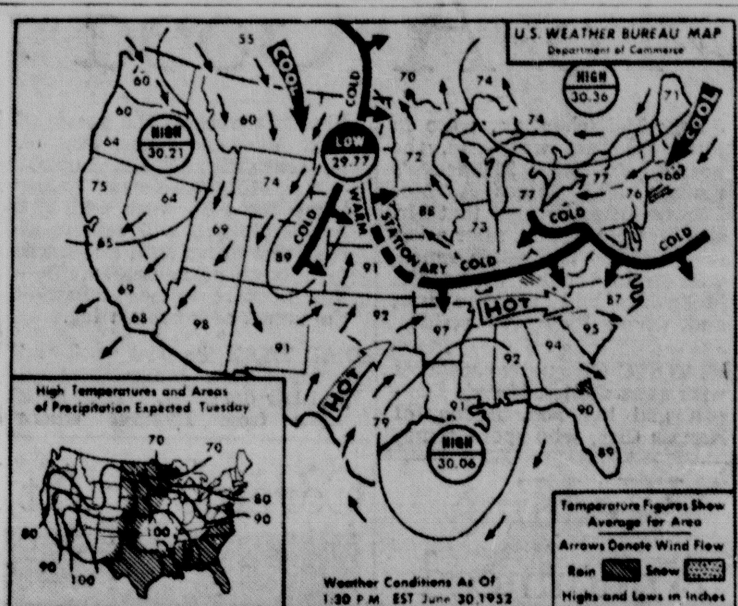 U.S. WEATHER BUREAU MAP
Department of Commerce
55
COOL
COLD
70
74
HIGH
30.36
71
COOL
60
60
64
HIGH
30.21
60
LOW
29.77
72
74
77
66
76
75
64
74
WARM
88
73
77
COLD
COLD
65
69
COLD
89
STATIONARY
COLD
91
69
68
98
91
92
97
HOT
87
95
94
92
HOT
79
91
HIGH
30.06
90
89
High Temperatures and Areas
of Precipitation Expected Tuesday
70
70
80
90
100
80
90
100
Weather Conditions As Of
1:30 P.M. EST June 30, 1952
Temperature Figures Show
Average for Area
Arrows Denote Wind Flow
Rain Snow
Highs and Lows in Inches